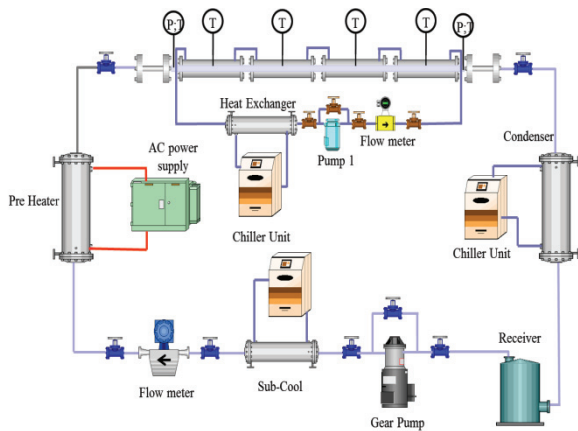 P;T
T
T
T
T
P;T
Heat Exchanger
Pump 1
Flow meter
Condenser
AC power
supply
Pre Heater
Chiller Unit
Chiller Unit
Receiver
Flow meter
Sub-Cool
Gear Pump